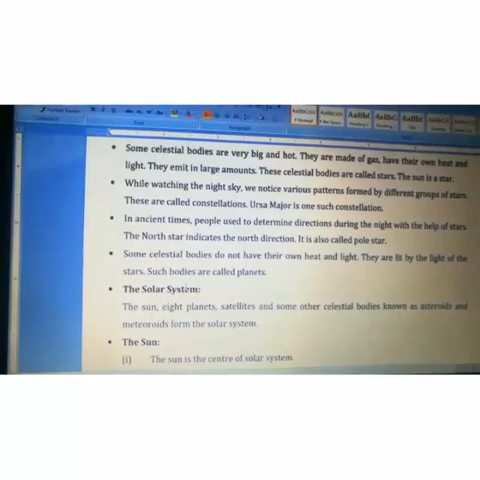 Some celestial bodies are very big and hot. They are made of gas, have their own heat and
light. They emit in large amounts. These celestial bodies are called stars. The sun is a star.
While watching the night sky, we notice various patterns formed by different groups of stars.
These are called constellations. Ursa Major is one such constellation.
In ancient times, people used to determine directions during the night with the help of stars.
The North star indicates the north direction. It is also called pole star.
Some celestial bodies do not have their own heat and light. They are lit by the light of the
stars. Such bodies are called planets.
The Solar System:
The sun, eight planets, satellites and some other celestial bodies known as asteroids and
meteoroids form the solar system.
The Sun:
(i) The sun is the centre of solar system.